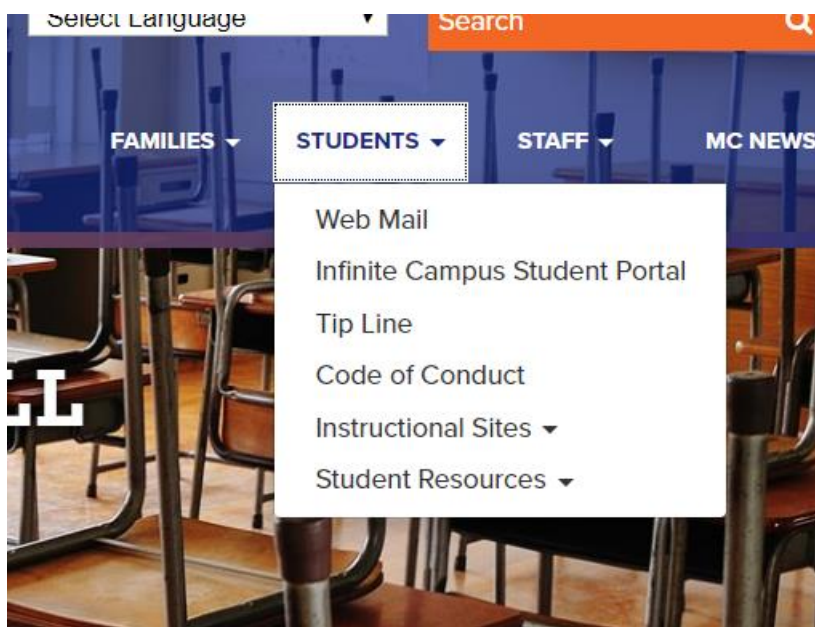 Select Language
Search
FAMILIES STUDENTS STAFF MC NEWS
Web Mail
Infinite Campus Student Portal
Tip Line
Code of Conduct
Instructional Sites
Student Resources
LL